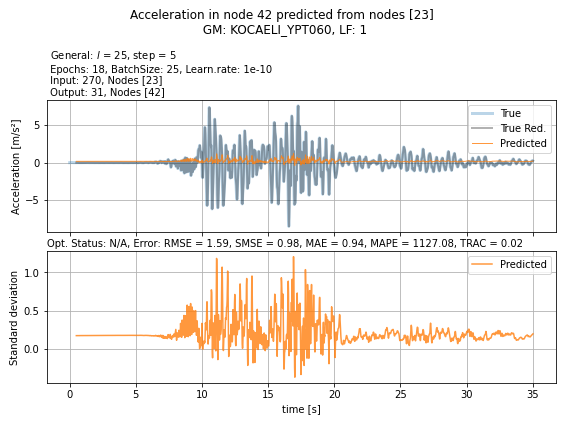 Acceleration in node 42 predicted from nodes [23]
GM: KOCAELI_YPT060, LF: 1
General: l = 25, step = 5
Epochs: 18, BatchSize: 25, Learn.rate: 1e-10
Input: 270, Nodes [23]
Output: 31, Nodes [42]
True
True Red.
Predicted
Acceleration [m/s²]
5
0
−5
Opt. Status: N/A, Error: RMSE = 1.59, SMSE = 0.98, MAE = 0.94, MAPE = 1127.08, TRAC = 0.02
Predicted
Standard deviation
1.0
0.5
0.0
0 5 10 15 20 25 30 35
time [s]